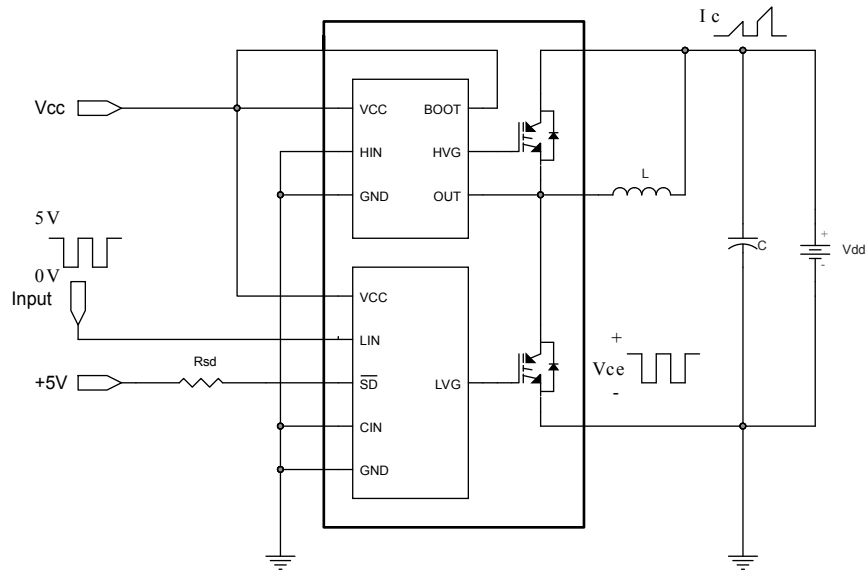 Ic
Vcc
VCC
BOOT
HIN
HVG
GND
OUT
L
5V
0V
Input
+5V
Rsd
VCC
LIN
SD
LVG
CIN
GND
+
Vce
-
C
+
-
Vdd